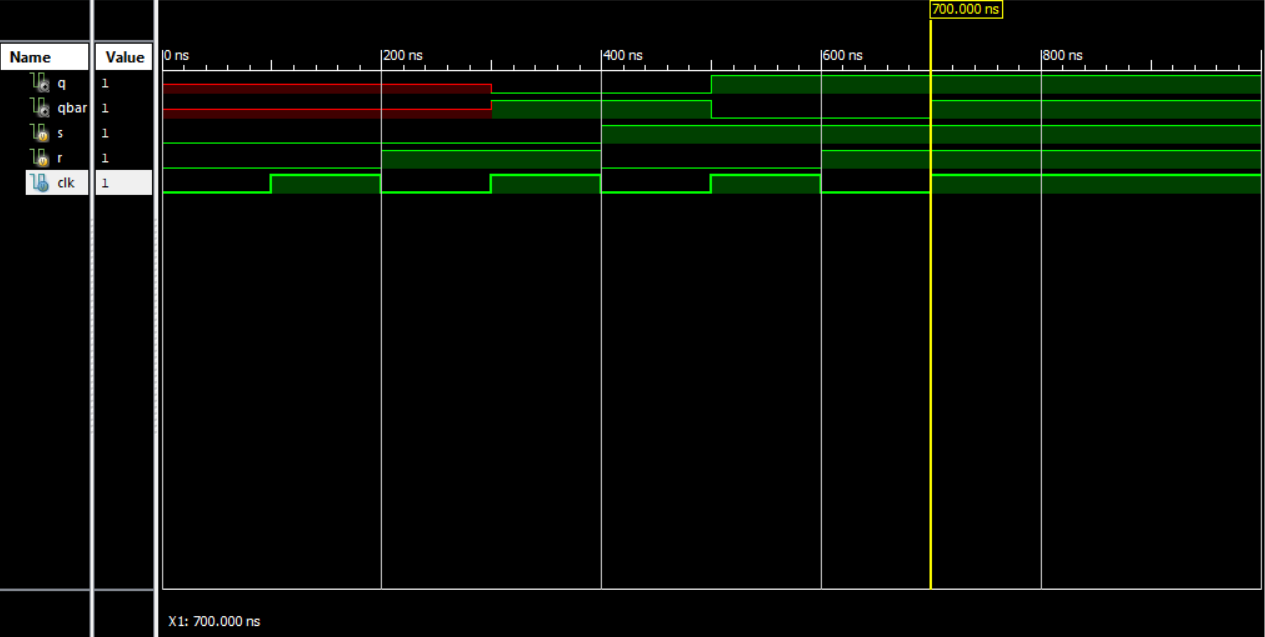 700.000 ns
Name Value 0 ns 200 ns 400 ns 600 ns 800 ns
q 1
qbar 1
s 1
r 1
clk 1
X1: 700.000 ns